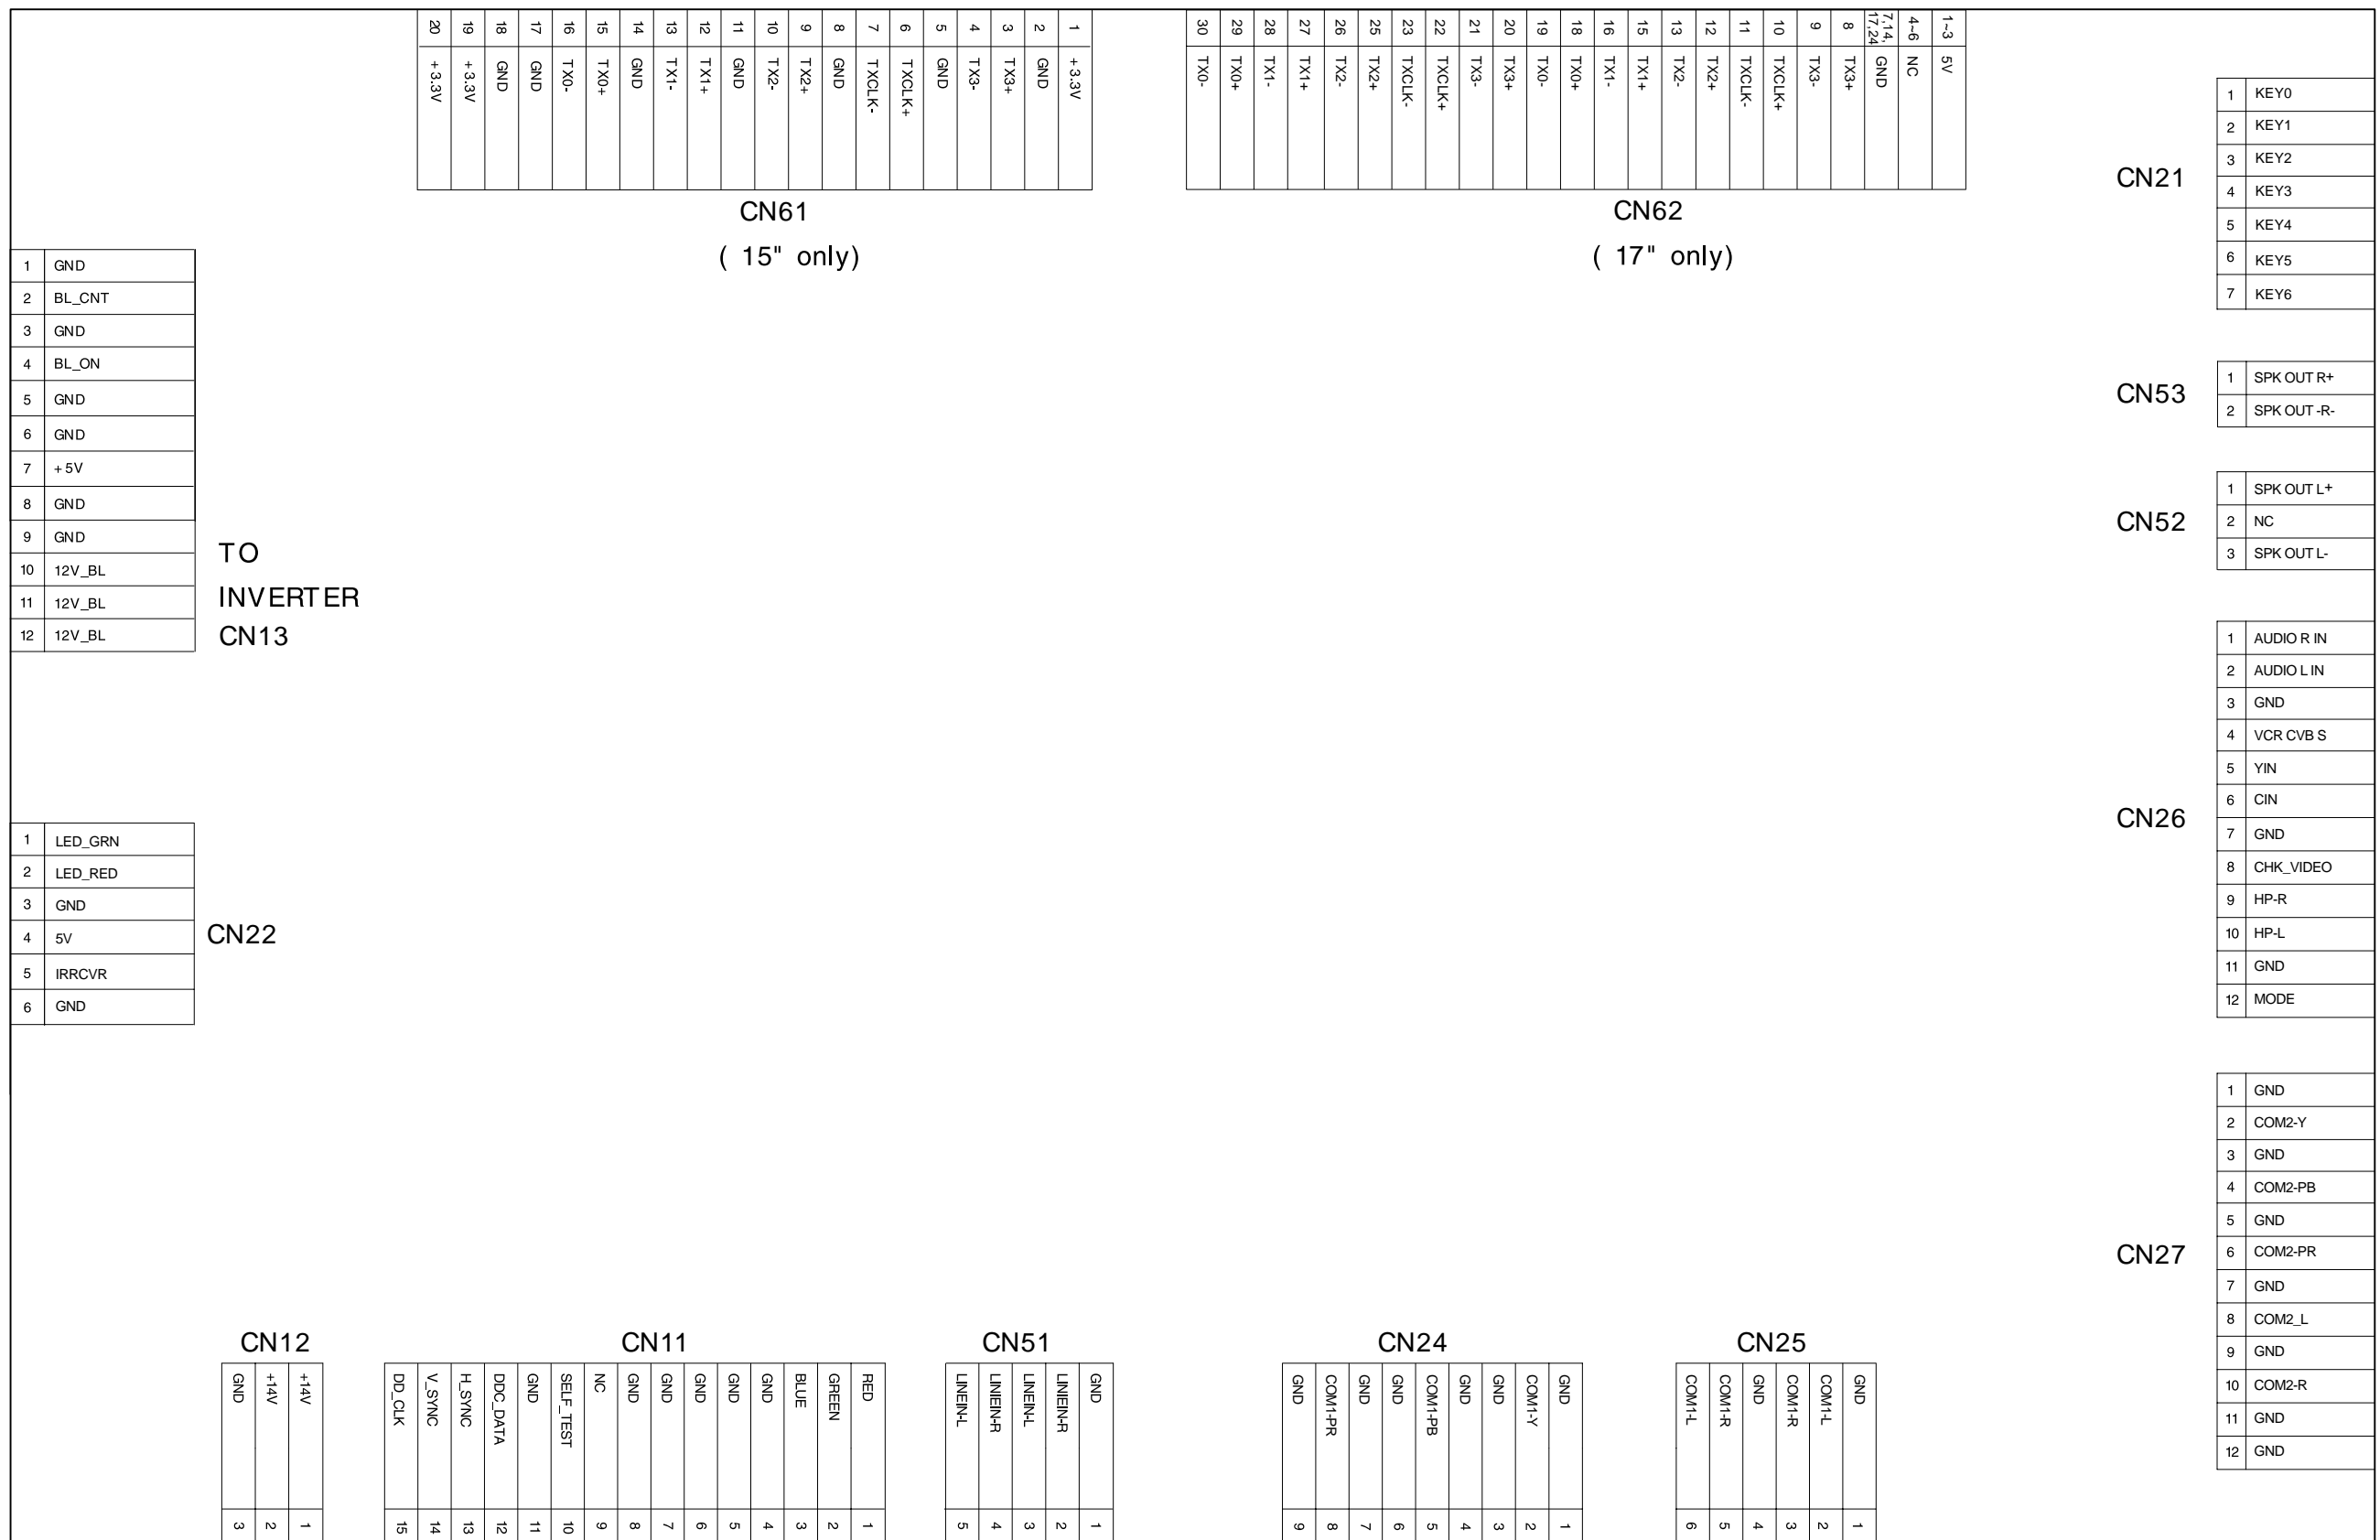 20 19 18 17 16 15 14 13 12 11 10 9 8 7 6 5 4 3 2 1
+3.3V +3.3V GND GND TX0- TX0+ GND TX1- TX1+ GND TX2- TX2+ GND TXCLK- TXCLK+ GND TX3- TX3+ GND +3.3V
CN61
( 15" only)
30 29 28 27 26 25 23 22 21 20 19 18 16 15 13 12 11 10 9 8 7,14, 17,24 4~6 1~3
TX0- TX0+ TX1- TX1+ TX2- TX2+ TXCLK- TXCLK+ TX3- TX3+ TX0- TX0+ TX1- TX1+ TX2- TX2+ TXCLK- TXCLK+ TX3- TX3+ GND NC 5V
CN62
( 17" only)
CN21
1 KEY0
2 KEY1
3 KEY2
4 KEY3
5 KEY4
6 KEY5
7 KEY6
1 GND
2 BL_CNT
3 GND
4 BL_ON
5 GND
6 GND
7 +5V
8 GND
9 GND
10 12V_BL
11 12V_BL
12 12V_BL
TO
INVERTER
CN13
CN53
1 SPK OUT R+
2 SPK OUT -R-
CN52
1 SPK OUT L+
2 NC
3 SPK OUT L-
CN26
1 AUDIO R IN
2 AUDIO L IN
3 GND
4 VCR CVB S
5 YIN
6 CIN
7 GND
8 CHK_VIDEO
9 HP-R
10 HP-L
11 GND
12 MODE
1 LED_GRN
2 LED_RED
3 GND
4 5V
5 IRRCVR
6 GND
CN22
CN27
1 GND
2 COM2-Y
3 GND
4 COM2-PB
5 GND
6 COM2-PR
7 GND
8 COM2_L
9 GND
10 COM2-R
11 GND
12 GND
CN12
GND +14V +14V
3 2 1
CN11
DD_CLK V_SYNC H_SYNC DDC_DATA GND SELF_TEST NC GND GND GND GND GND BLUE GREEN RED
15 14 13 12 11 10 9 8 7 6 5 4 3 2 1
CN51
LINEIN-L LINIEIN-R LINEIN-L LINIEIN-R GND
5 4 3 2 1
CN24
GND COM1-PR GND GND COM1-PB GND GND COM1-Y GND
9 8 7 6 5 4 3 2 1
CN25
COM1-L COM1-R GND COM1-R COM1-L GND
6 5 4 3 2 1